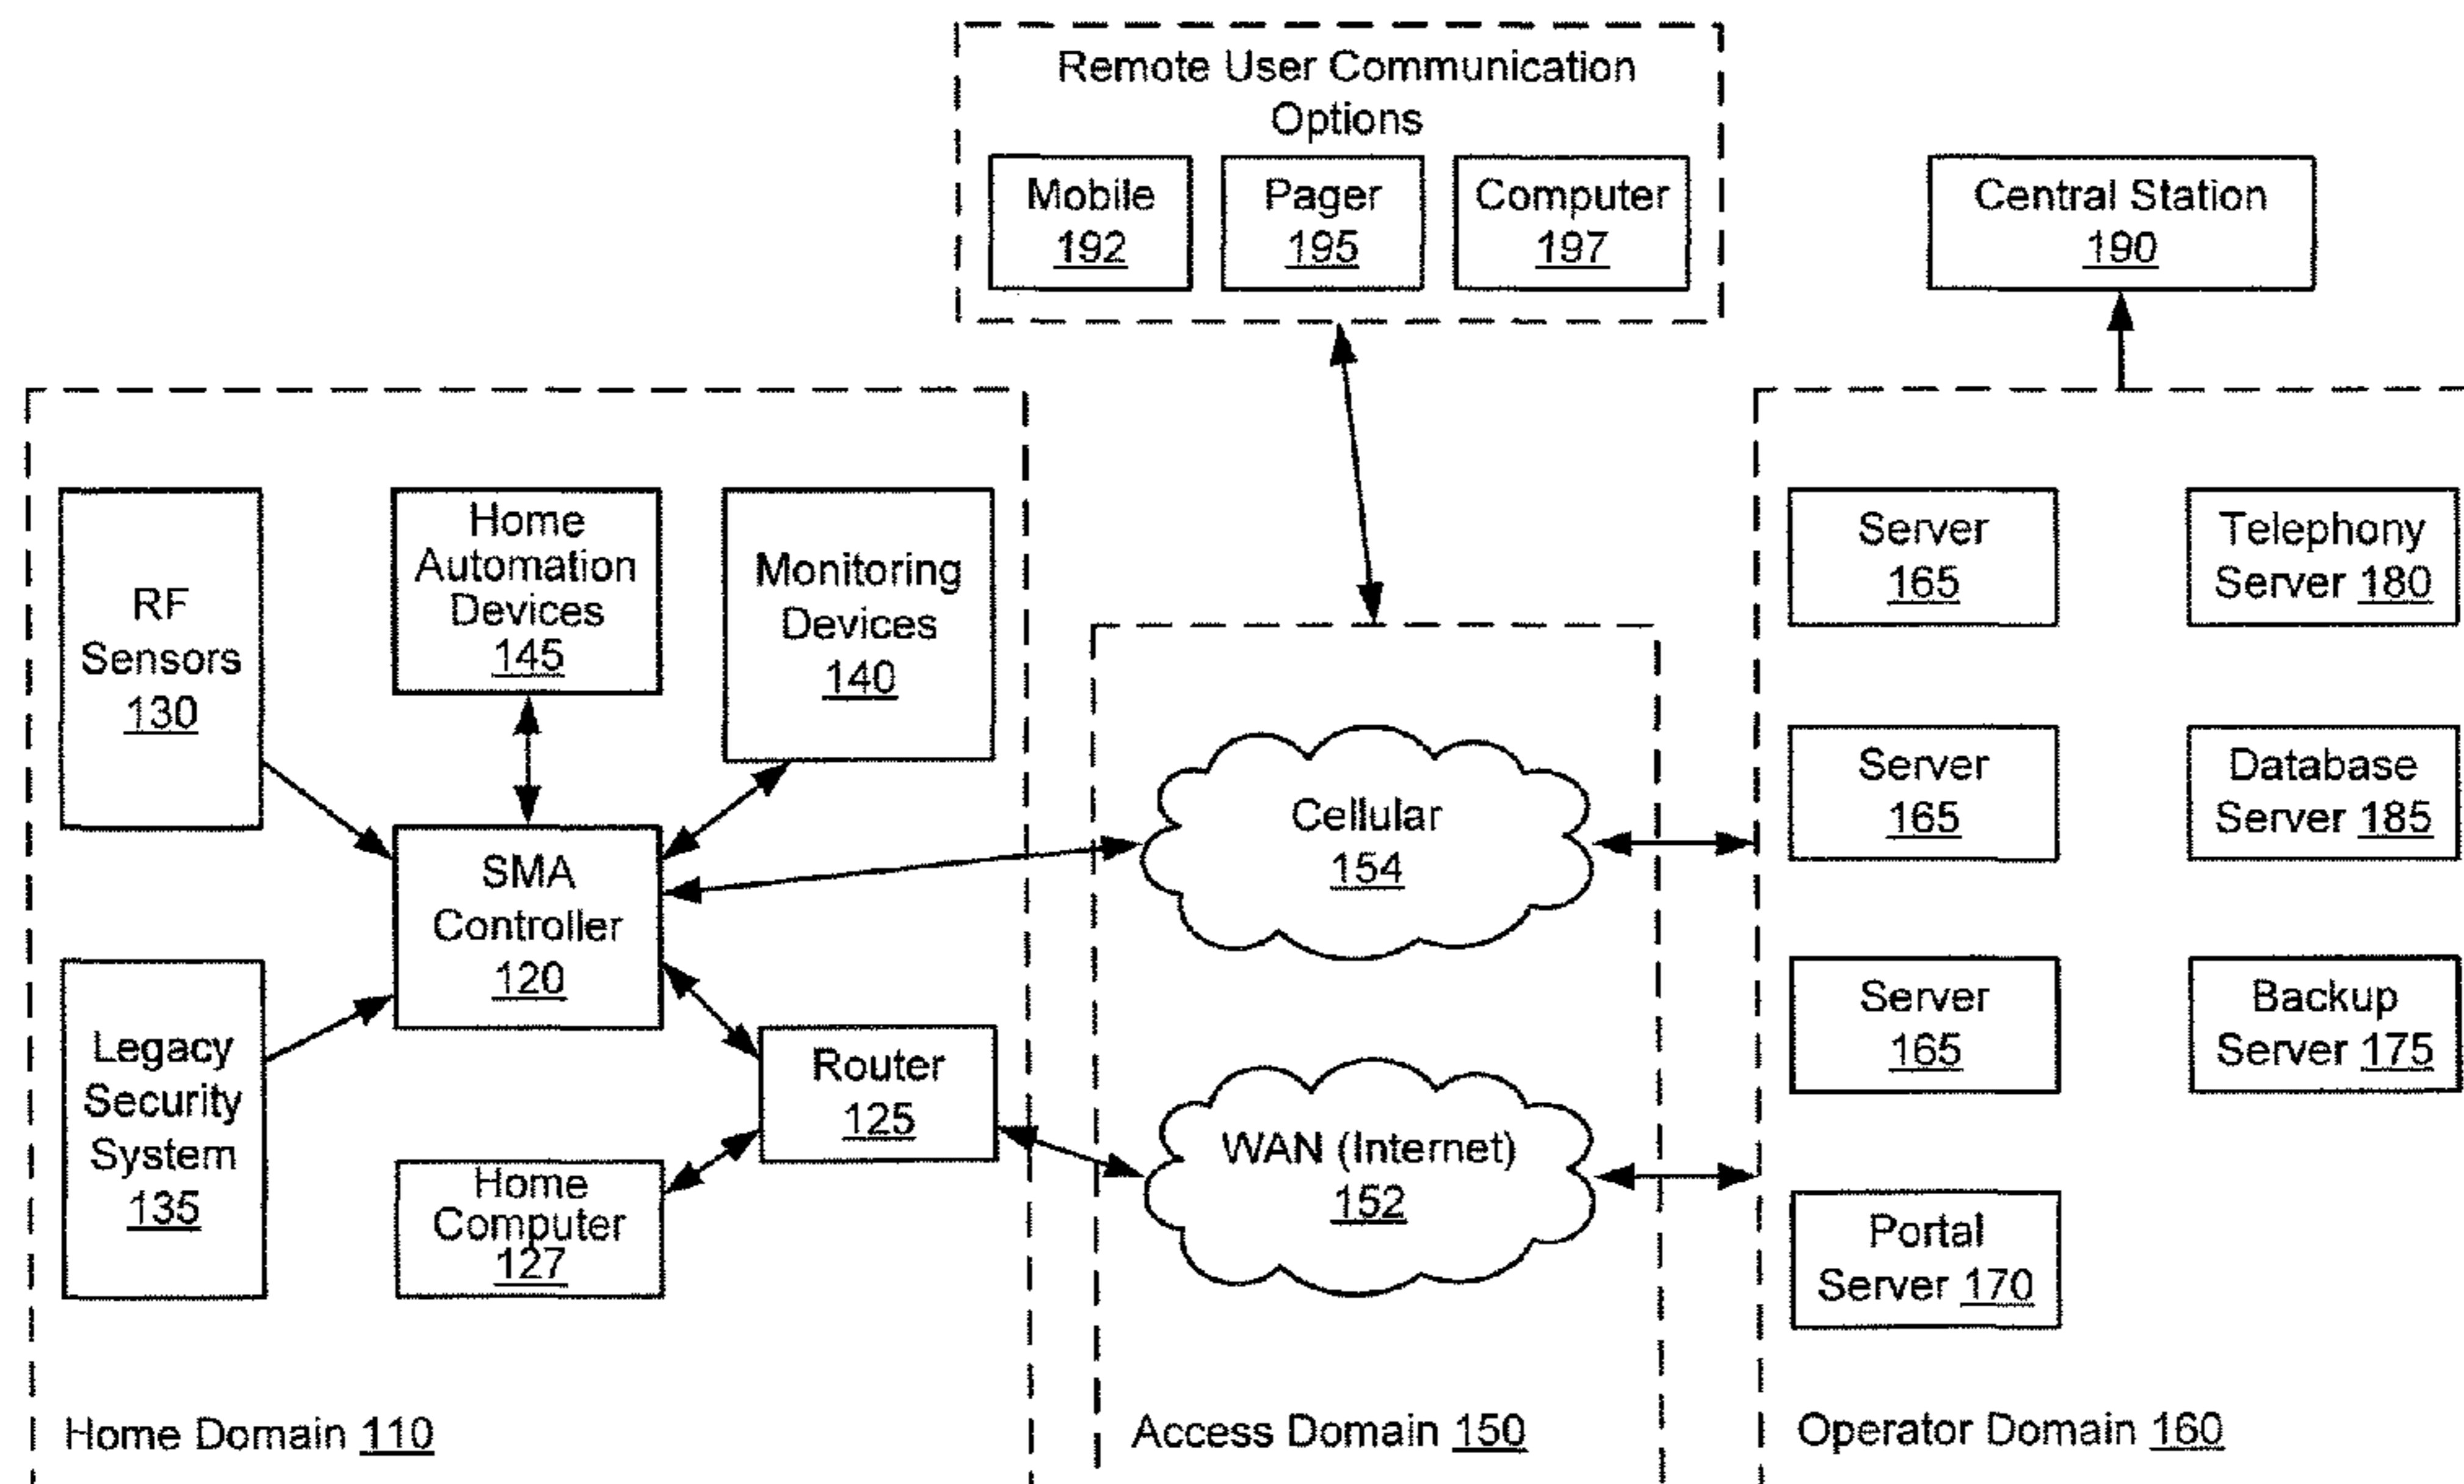 Remote User Communication
Options
Mobile
192
Pager
195
Computer
197
Central Station
190
RF
Sensors
130
Home
Automation
Devices
145
Monitoring
Devices
140
SMA
Controller
120
Legacy
Security
System
135
Router
125
Home
Computer
127
Home Domain 110
Cellular
154
WAN (Internet)
152
Access Domain 150
Server
165
Telephony
Server 180
Server
165
Database
Server 185
Server
165
Backup
Server 175
Portal
Server 170
Operator Domain 160